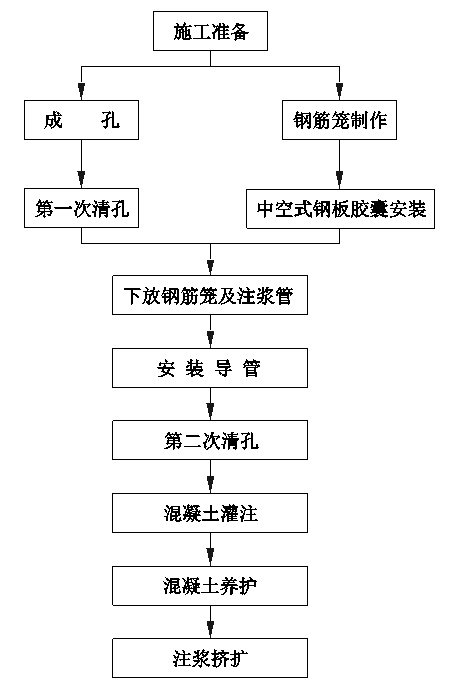 施工准备
成 孔
钢筋笼制作
第一次清孔
中空式钢板胶囊安装
下放钢筋笼及注浆管
安装导管
第二次清孔
混凝土灌注
混凝土养护
注浆挤扩